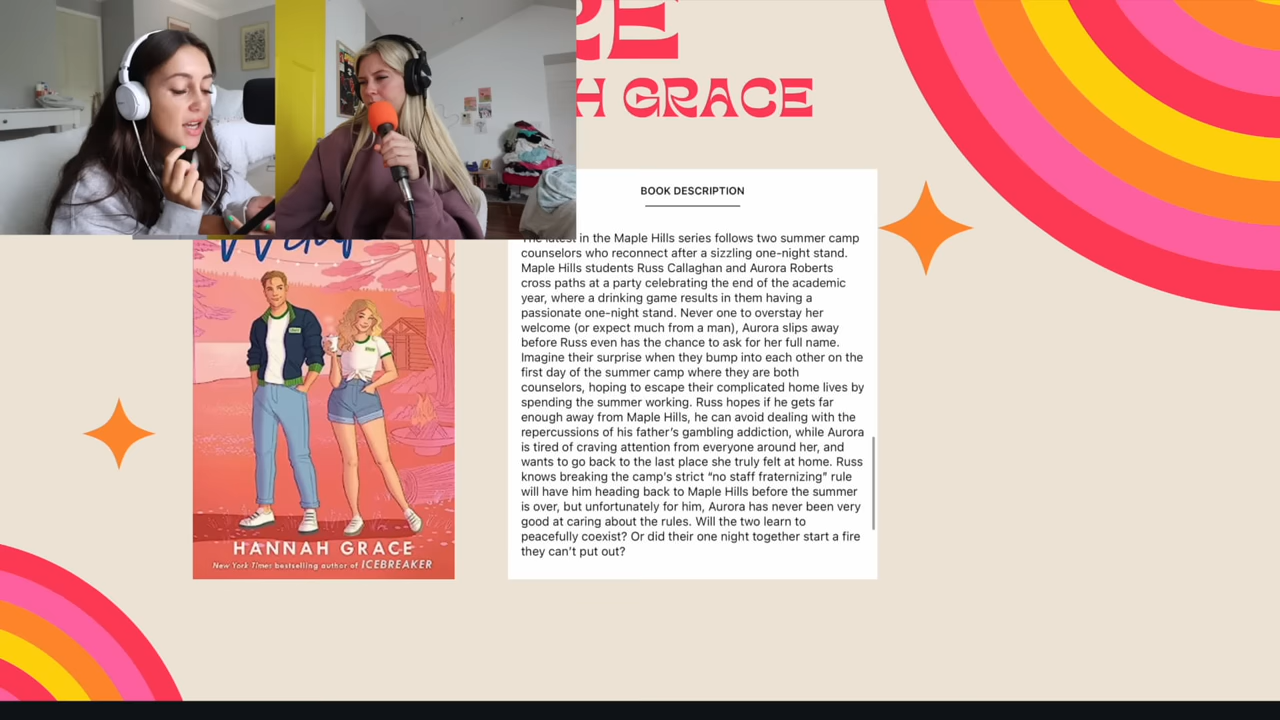 RE
H GRACE
BOOK DESCRIPTION
The latest in the Maple Hills series follows two summer camp
counselors who reconnect after a sizzling one-night stand.
Maple Hills students Russ Callaghan and Aurora Roberts
cross paths at a party celebrating the end of the academic
year, where a drinking game results in them having a
passionate one-night stand. Never one to overstay her
welcome (or expect much from a man), Aurora slips away
before Russ even has the chance to ask for her full name.
Imagine their surprise when they bump into each other on the
first day of the summer camp where they are both
counselors, hoping to escape their complicated home lives by
spending the summer working. Russ hopes if he gets far
enough away from Maple Hills, he can avoid dealing with the
repercussions of his father's gambling addiction, while Aurora
is tired of craving attention from everyone around her, and
wants to go back to the last place she truly felt at home. Russ
knows breaking the camp's strict “no staff fraternizing” rule
will have him heading back to Maple Hills before the summer
is over, but unfortunately for him, Aurora has never been very
good at caring about the rules. Will the two learn to
peacefully coexist? Or did their one night together start a fire
they can't put out?
HANNAH GRACE
New York Times bestselling author of ICEBREAKER